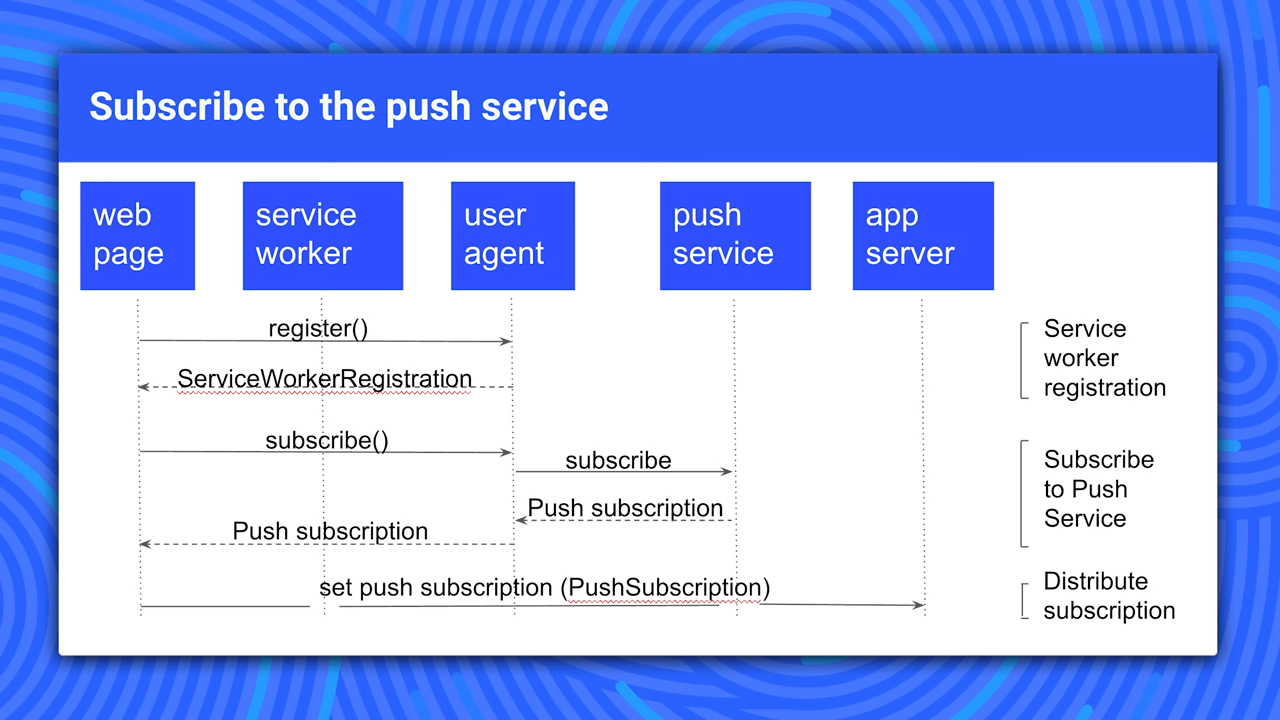 Subscribe to the push service
web
page
service
worker
user
agent
push
service
app
server
register()
ServiceWorkerRegistration
Service
worker
registration
subscribe()
subscribe
Push subscription
Push subscription
Subscribe
to Push
Service
set push subscription (PushSubscription)
Distribute
subscription